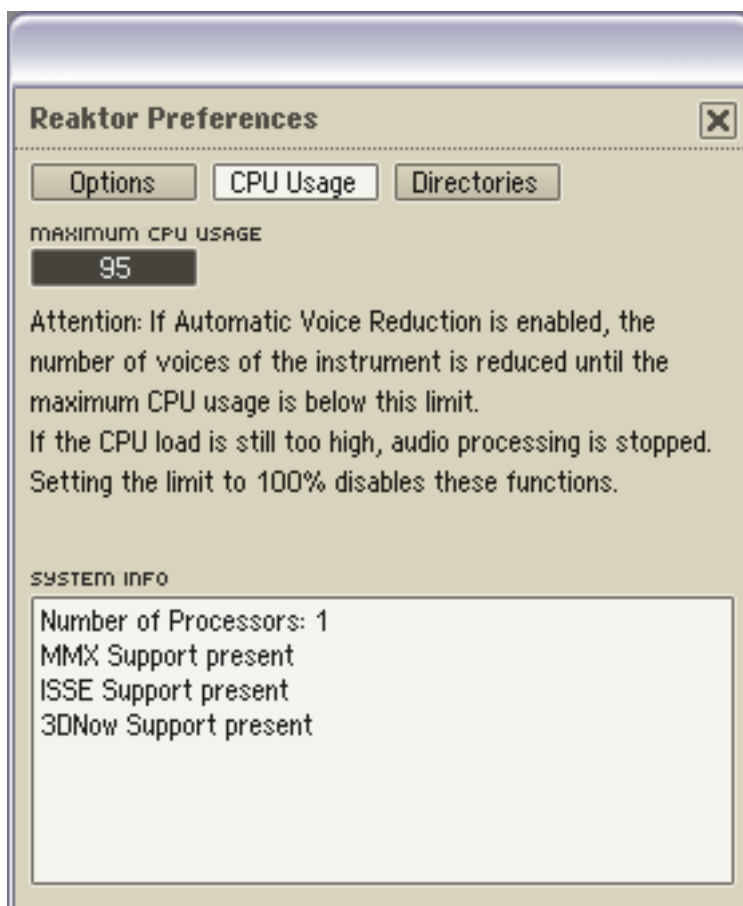 Reaktor Preferences
Options CPU Usage Directories
MAXIMUM CPU USAGE
95
Attention: If Automatic Voice Reduction is enabled, the
number of voices of the instrument is reduced until the
maximum CPU usage is below this limit.
If the CPU load is still too high, audio processing is stopped.
Setting the limit to 100% disables these functions.
SYSTEM INFO
Number of Processors: 1
MMX Support present
ISSE Support present
3DNow Support present